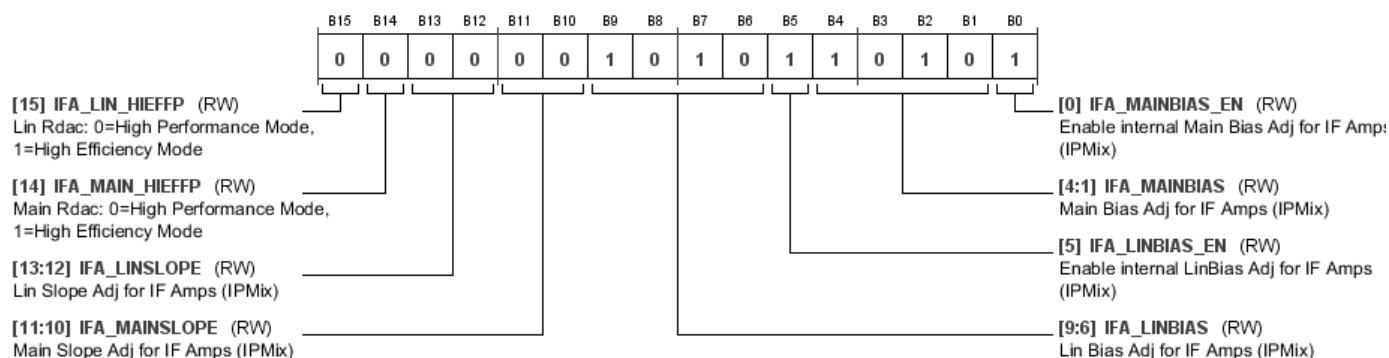 B15 B14 B13 B12 B11 B10 B9 B8 B7 B6 B5 B4 B3 B2 B1 B0
0 0 0 0 0 0 1 0 1 0 1 1 0 1 0 1
[15] IFA_LIN_HIEFFP (RW)
Lin Rdac: 0=High Performance Mode,
1=High Efficiency Mode
[14] IFA_MAIN_HIEFFP (RW)
Main Rdac: 0=High Performance Mode,
1=High Efficiency Mode
[13:12] IFA_LINSLOPE (RW)
Lin Slope Adj for IF Amps (IPMix)
[11:10] IFA_MAINSLOPE (RW)
Main Slope Adj for IF Amps (IPMix)
[0] IFA_MAINBIAS_EN (RW)
Enable internal Main Bias Adj for IF Amps
(IPMix)
[4:1] IFA_MAINBIAS (RW)
Main Bias Adj for IF Amps (IPMix)
[5] IFA_LINBIAS_EN (RW)
Enable internal LinBias Adj for IF Amps
(IPMix)
[9:6] IFA_LINBIAS (RW)
Lin Bias Adj for IF Amps (IPMix)